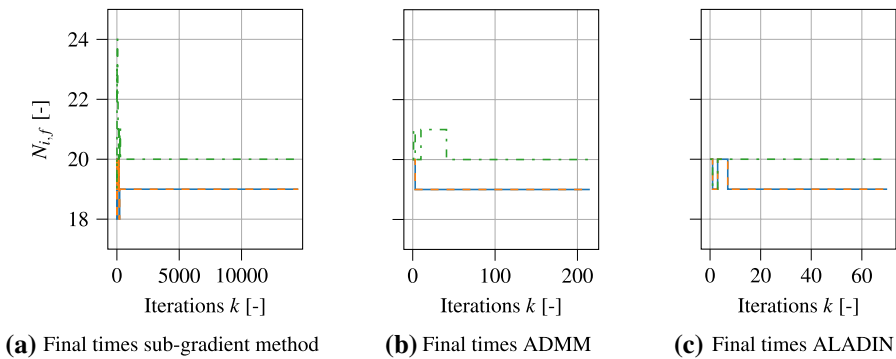 24
22
20
18
N_{i,f} [-]
0 5000 10000
0 100 200
0 20 40 60
Iterations k [-]
Iterations k [-]
Iterations k [-]
(a) Final times sub-gradient method
(b) Final times ADMM
(c) Final times ALADIN